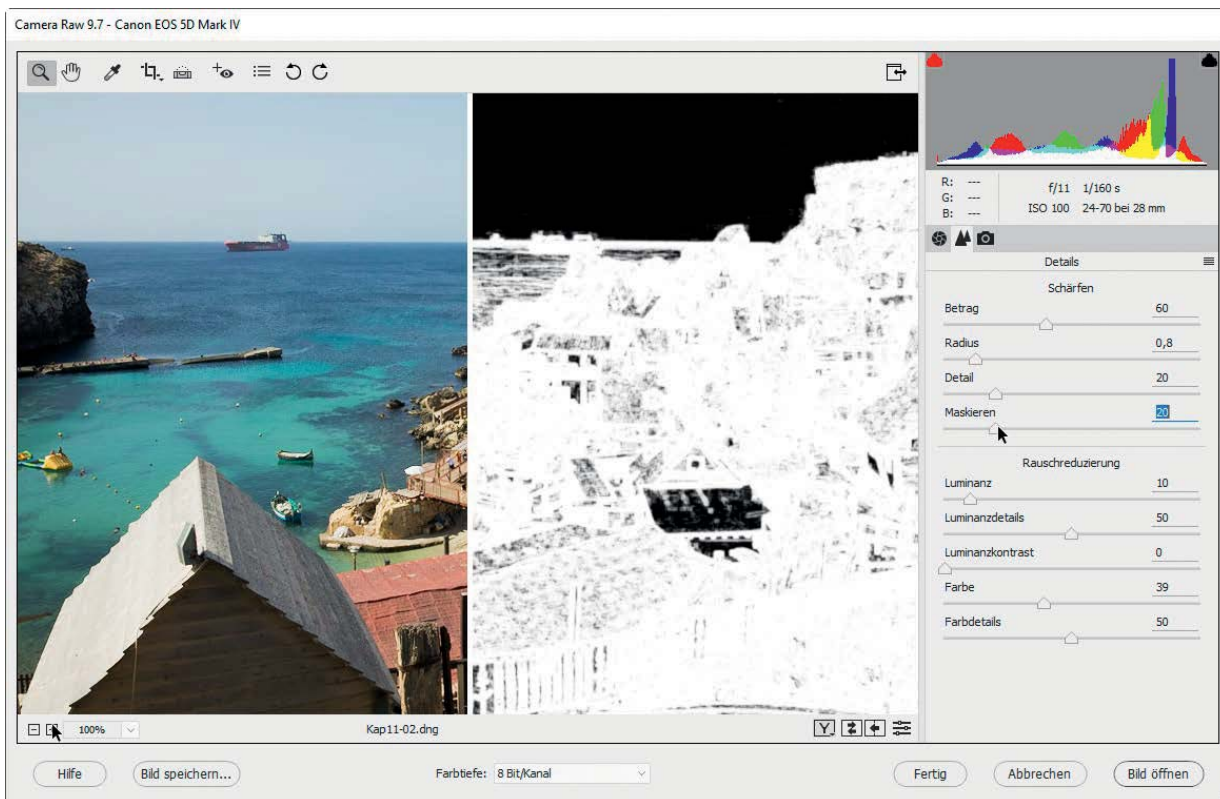 Camera Raw 9.7 - Canon EOS 5D Mark IV
R: ---
G: ---
B: ---
f/11 1/160 s
ISO 100 24-70 bei 28 mm
Details
Schärfen
Betrag 60
Radius 0,8
Detail 20
Maskieren 20
Rauschreduzierung
Luminanz 10
Luminanzdetails 50
Luminanzkontrast 0
Farbe 39
Farbdetails 50
100% Kap11-02.dng Y
Hilfe Bild speichern... Farbtiefe: 8 Bit/Kanal Fertig Abbrechen Bild öffnen